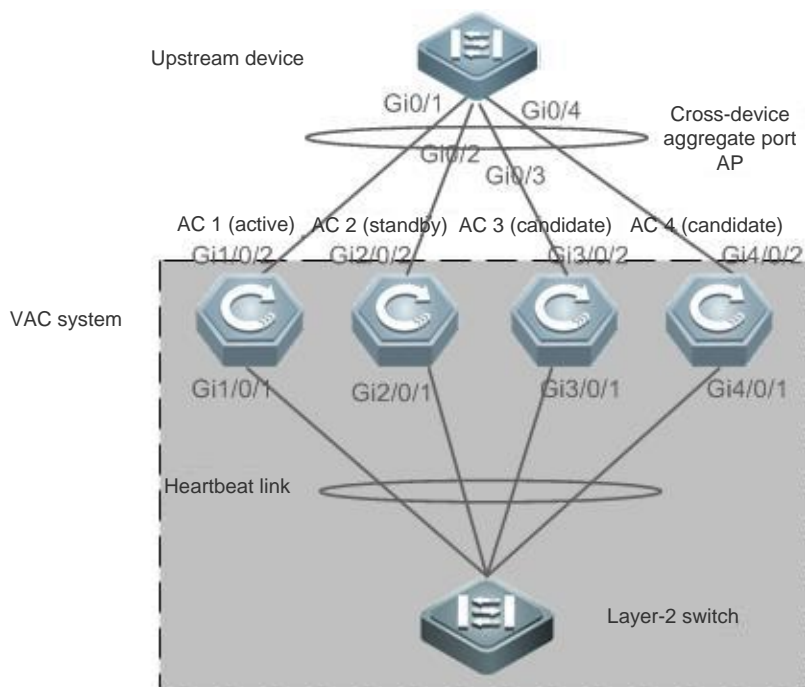 Upstream device
Gi0/1
Gi0/4
Cross-device
aggregate port
AP
Gi0/2
Gi0/3
AC 1 (active)
AC 2 (standby)
AC 3 (candidate)
AC 4 (candidate)
Gi1/0/2
Gi2/0/2
Gi3/0/2
Gi4/0/2
VAC system
Gi1/0/1
Gi2/0/1
Gi3/0/1
Gi4/0/1
Heartbeat link
Layer-2 switch